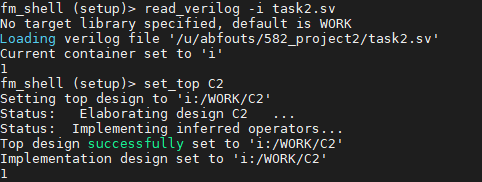 fm_shell (setup)> read_verilog -i task2.sv
No target library specified, default is WORK
Loading verilog file '/u/abfouts/582_project2/task2.sv'
Current container set to 'i'
1
fm_shell (setup)> set_top C2
Setting top design to 'i:/WORK/C2'
Status:   Elaborating design C2   ...
Status:  Implementing inferred operators...
Top design successfully set to 'i:/WORK/C2'
Implementation design set to 'i:/WORK/C2'
1